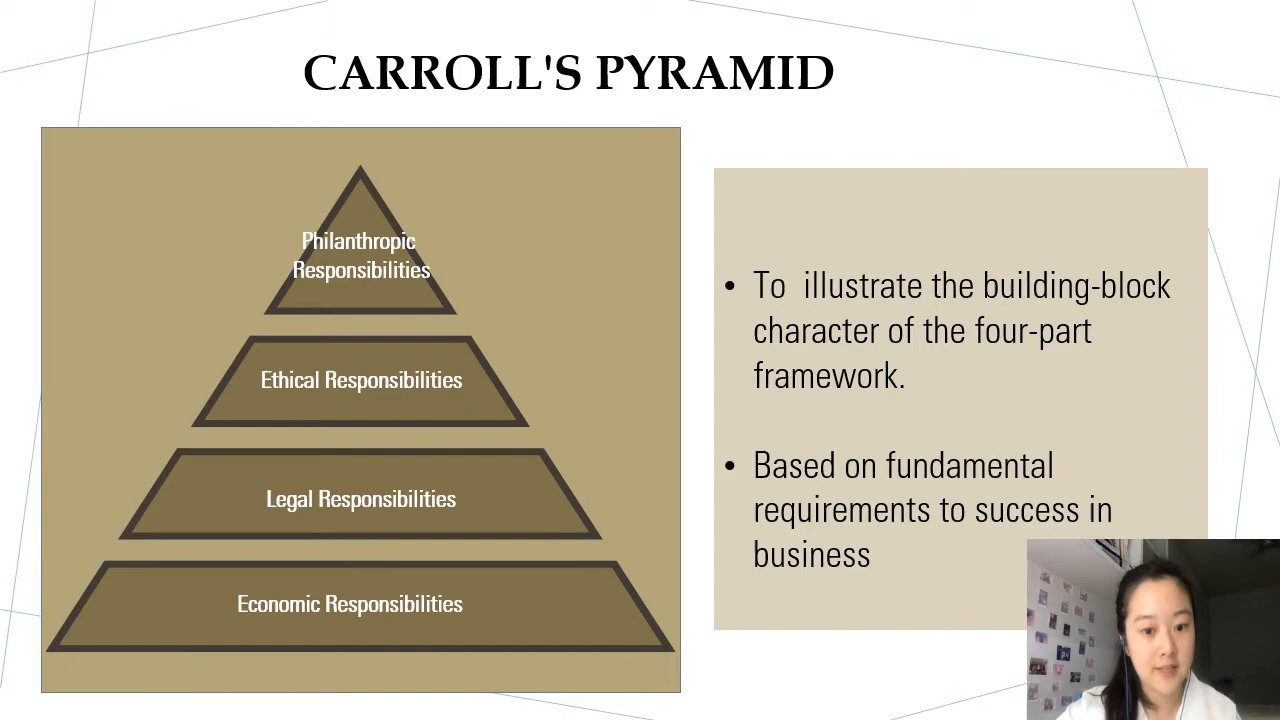 CARROLL'S PYRAMID
Philanthropic
Responsibilities
Ethical Responsibilities
Legal Responsibilities
Economic Responsibilities
• To  illustrate the building-block
character of the four-part
framework.
• Based on fundamental
requirements to success in
business